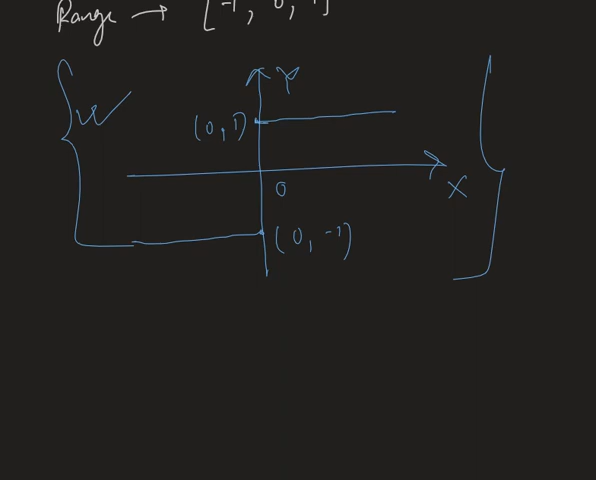 Range → [-1, 0, 1]
Y
(0, 1)
0
X
(0, -1)